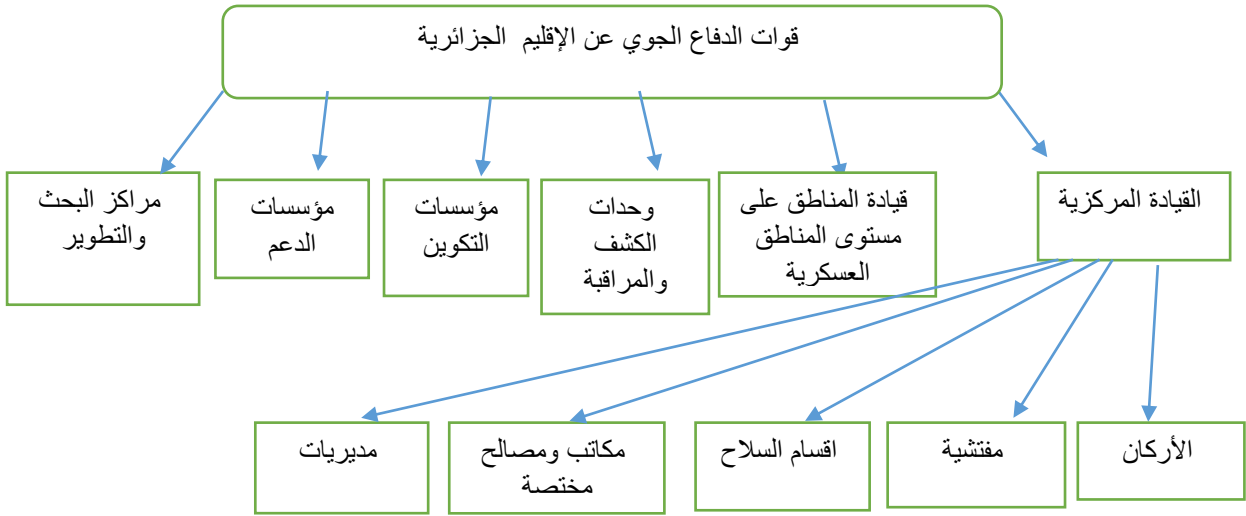 قوات الدفاع الجوي عن الإقليم الجزائرية
القيادة المركزية
قيادة المناطق على
مستوى المناطق
العسكرية
وحدات
الكشف
والمراقبة
مؤسسات
التكوين
مؤسسات
الدعم
مراكز البحث
والتطوير
الأركان
مفتشية
اقسام السلاح
مكاتب ومصالح
مختصة
مديريات